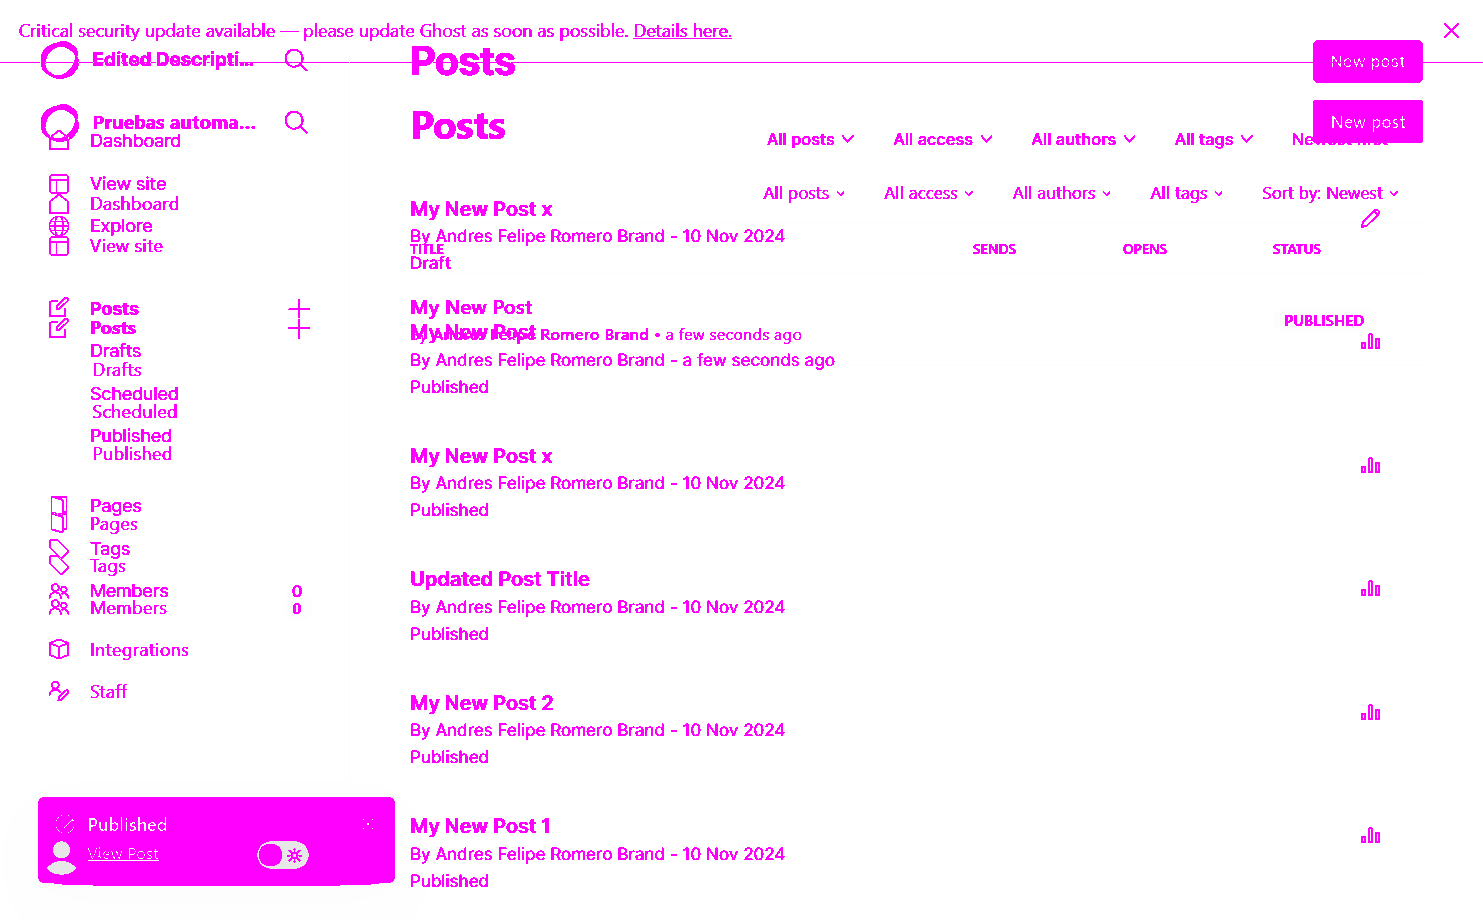 Critical security update available — please update Ghost as soon as possible. Details here.
Edited Descripti...
Posts
New post
Pruebas automa...
Posts
New post
Dashboard
All posts
All access
All authors
All tags
Newest first
View site
Dashboard
All posts
All access
All authors
All tags
Sort by: Newest
My New Post x
Explore
By Andres Felipe Romero Brand - 10 Nov 2024
View site
TITLE
SENDS
OPENS
STATUS
Draft
Posts
My New Post
Posts
PUBLISHED
My New Post
By Andres Felipe Romero Brand • a few seconds ago
Drafts
By Andres Felipe Romero Brand - a few seconds ago
Drafts
Published
Scheduled
Scheduled
Published
Published
My New Post x
By Andres Felipe Romero Brand - 10 Nov 2024
Published
Pages
Pages
Tags
Tags
Members 0
Members 0
Updated Post Title
By Andres Felipe Romero Brand - 10 Nov 2024
Published
Integrations
Staff
My New Post 2
By Andres Felipe Romero Brand - 10 Nov 2024
Published
Published
View Post
My New Post 1
By Andres Felipe Romero Brand - 10 Nov 2024
Published